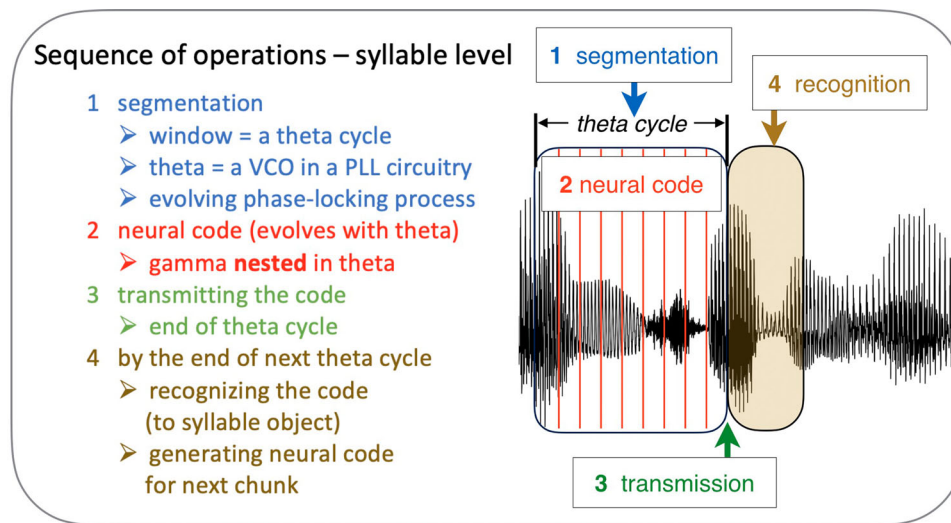 Sequence of operations – syllable level
1 segmentation
➢ window = a theta cycle
➢ theta = a VCO in a PLL circuitry
➢ evolving phase-locking process
2 neural code (evolves with theta)
➢ gamma nested in theta
3 transmitting the code
➢ end of theta cycle
4 by the end of next theta cycle
➢ recognizing the code
(to syllable object)
➢ generating neural code
for next chunk
1 segmentation
4 recognition
theta cycle
2 neural code
3 transmission